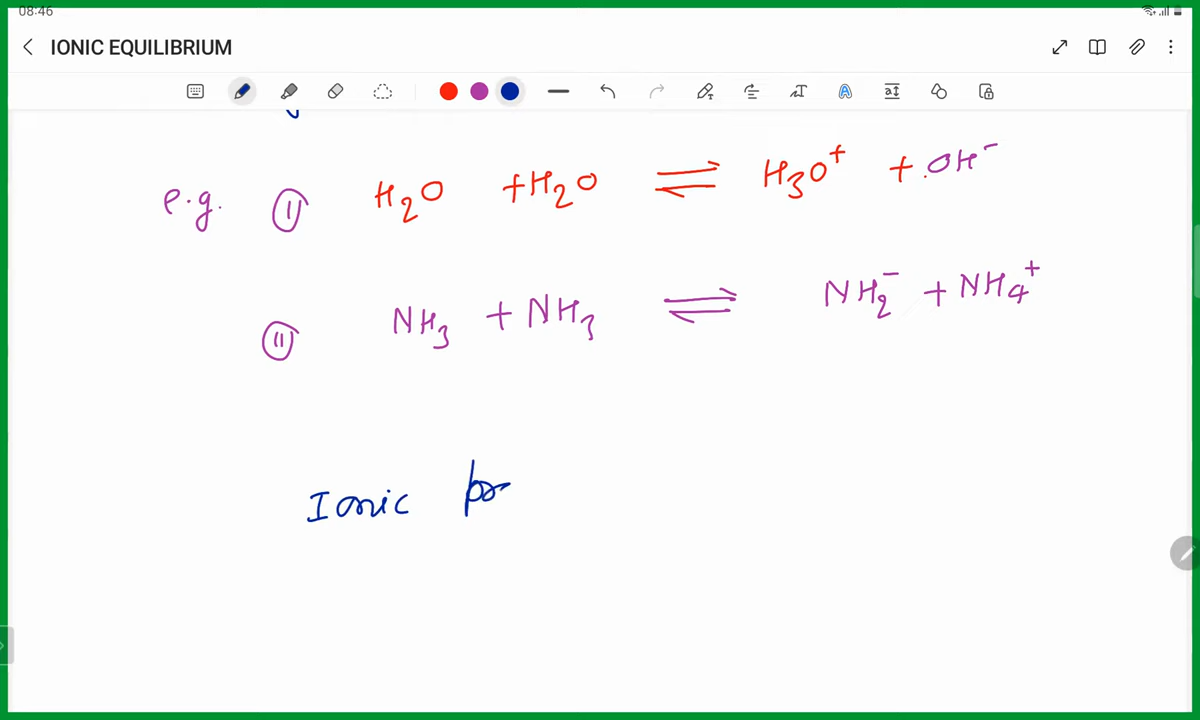 08:46
IONIC EQUILIBRIUM
e.g. (I) H2O + H2O ⇌ H3O+ + OH-
(II) NH3 + NH3 ⇌ NH2- + NH4+
Ionic